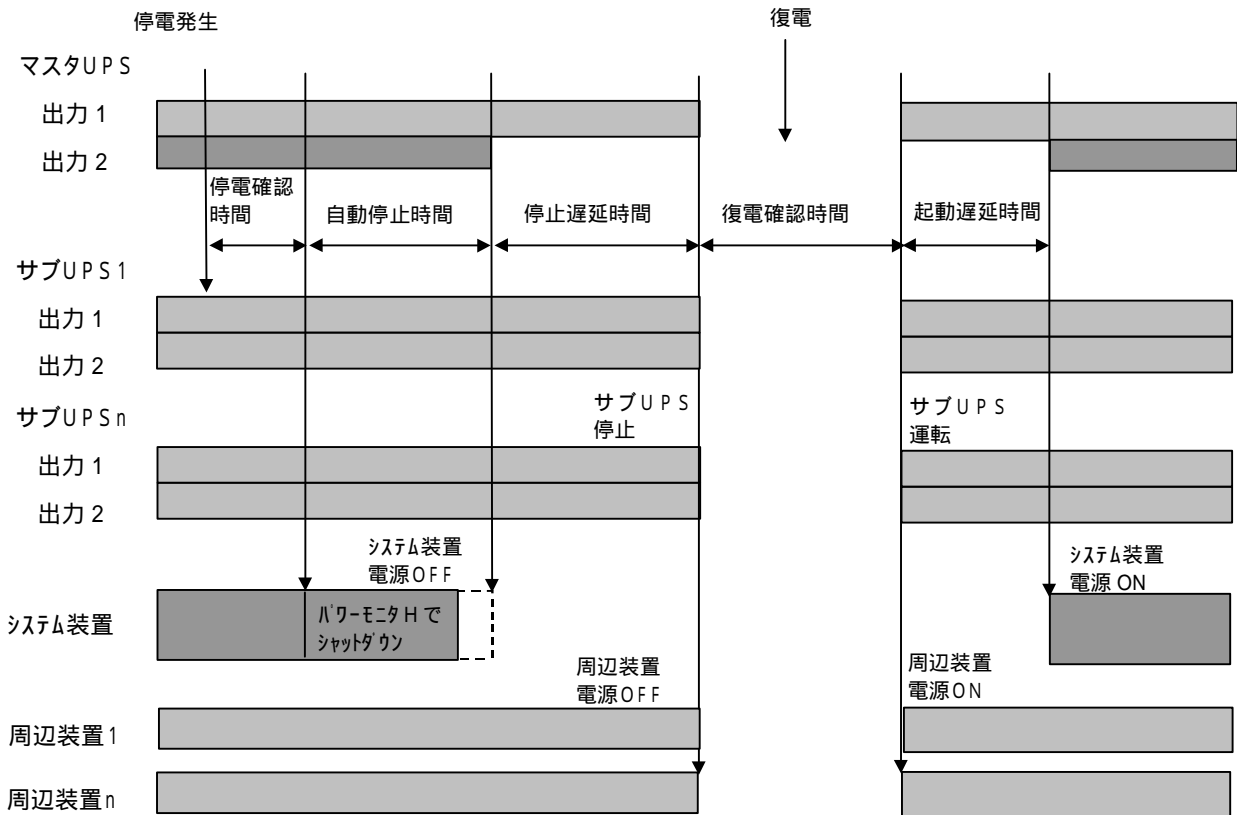 停電発生
復電
マスタUPS
出力1
出力2
停電確認
時間
自動停止時間
停止遅延時間
復電確認時間
起動遅延時間
サブUPS1
出力1
出力2
サブUPS
停止
サブUPS
運転
サブUPSn
出力1
出力2
システム装置
電源OFF
システム装置
電源ON
システム装置
パワーモニタHで
シャットダウン
周辺装置
電源OFF
周辺装置
電源ON
周辺装置1
周辺装置n